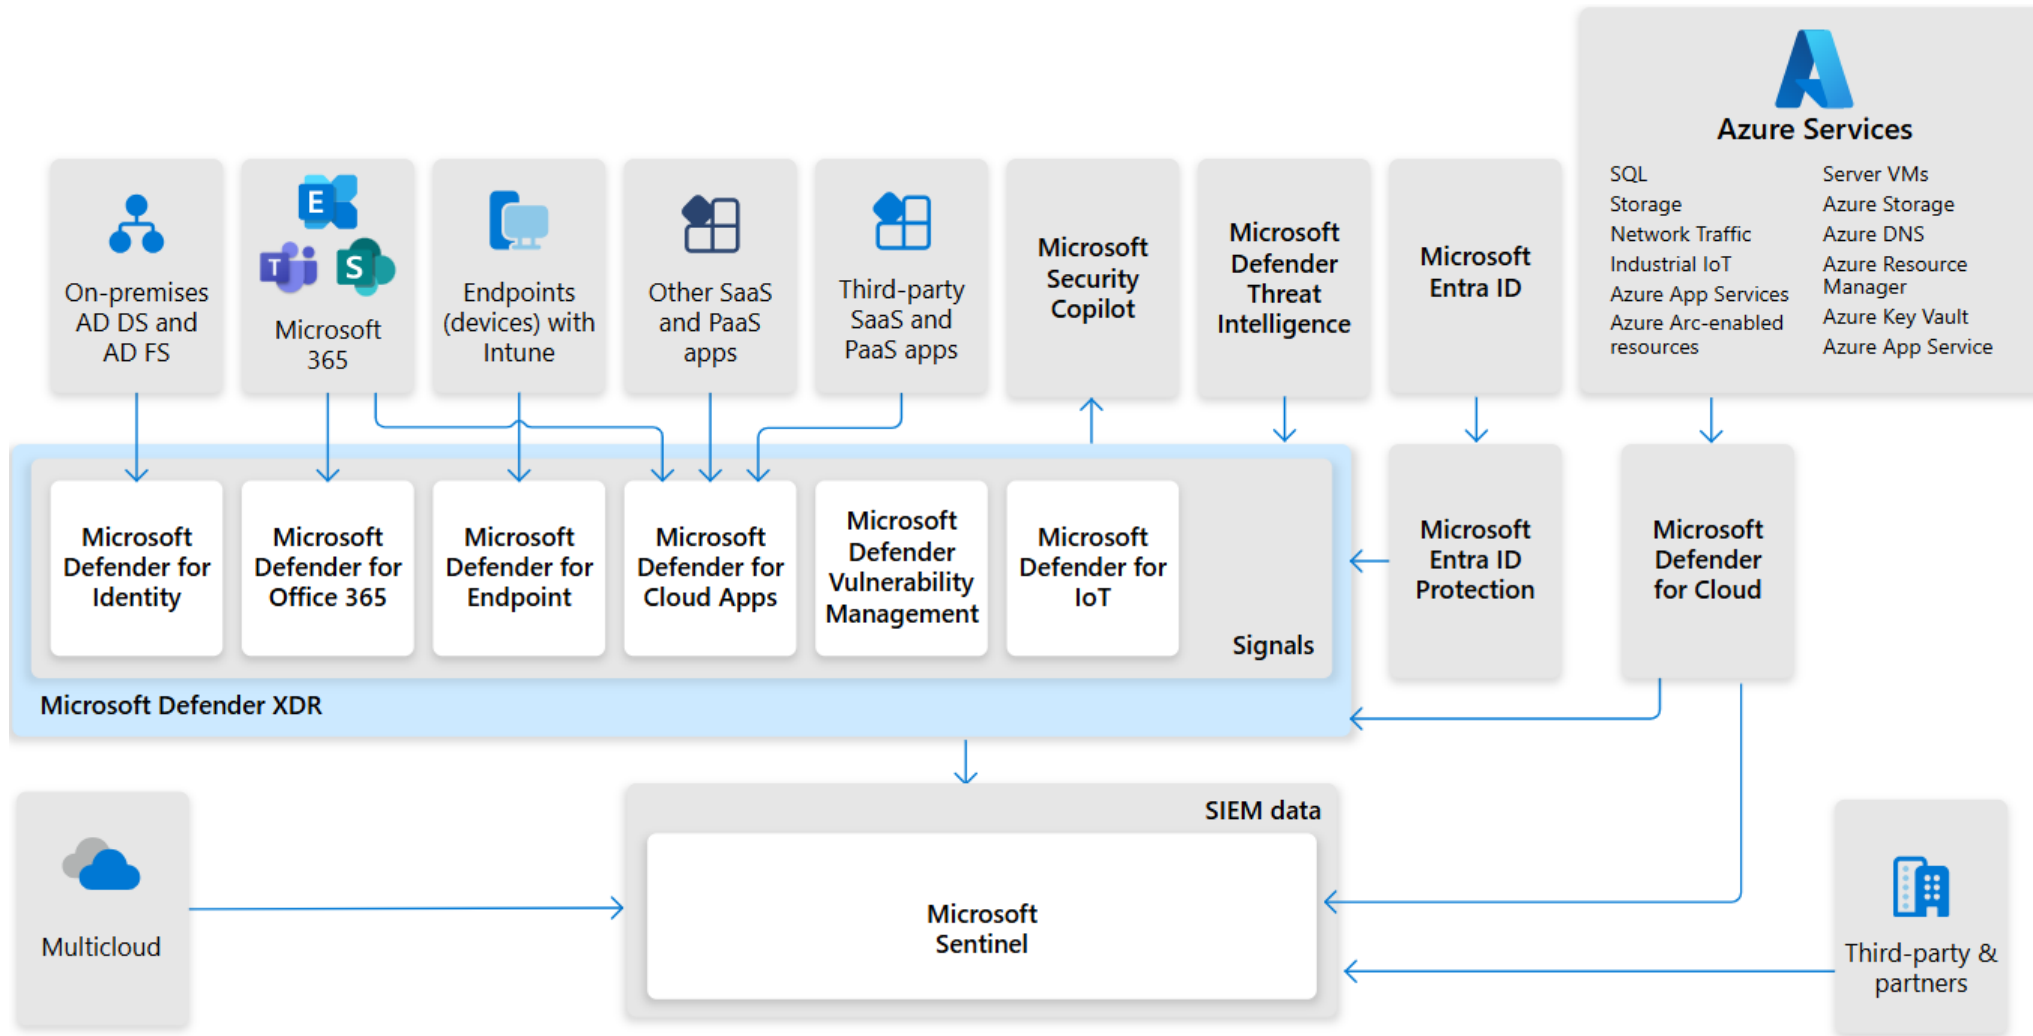 Azure Services
SQL
Storage
Network Traffic
Industrial IoT
Azure App Services
Azure Arc-enabled
resources
Server VMs
Azure Storage
Azure DNS
Azure Resource
Manager
Azure Key Vault
Azure App Service
On-premises
AD DS and
AD FS
E
T
S
Microsoft
365
Endpoints
(devices) with
Intune
Other SaaS
and PaaS
apps
Third-party
SaaS and
PaaS apps
Microsoft
Security
Copilot
Microsoft
Defender
Threat
Intelligence
Microsoft
Entra ID
Microsoft
Defender for
Identity
Microsoft
Defender for
Office 365
Microsoft
Defender for
Endpoint
Microsoft
Defender for
Cloud Apps
Microsoft
Defender
Vulnerability
Management
Microsoft
Defender for
IoT
Signals
Microsoft Defender XDR
Microsoft
Entra ID
Protection
Microsoft
Defender
for Cloud
Multicloud
SIEM data
Microsoft
Sentinel
Third-party &
partners